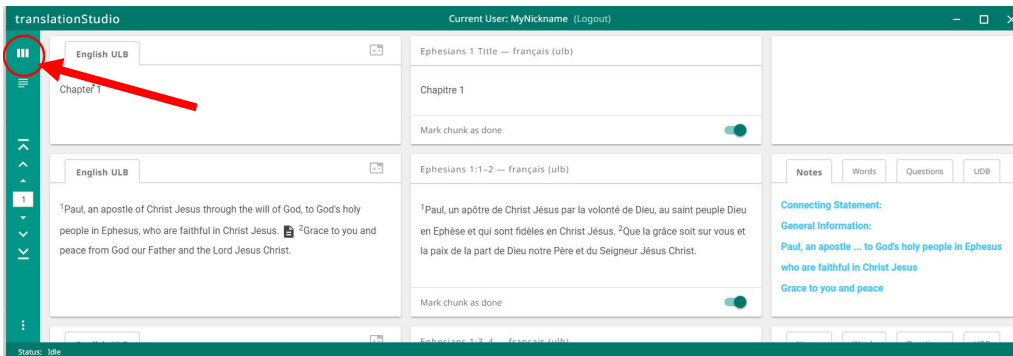 translationStudio
Current User: MyNickname (Logout)
English ULB
Chapter 1
Ephesians 1 Title — français (ulb)
Chapitre 1
Mark chunk as done
1
English ULB
¹Paul, an apostle of Christ Jesus through the will of God, to God's holy
people in Ephesus, who are faithful in Christ Jesus. ²Grace to you and
peace from God our Father and the Lord Jesus Christ.
Ephesians 1:1–2 — français (ulb)
¹Paul, un apôtre de Christ Jésus par la volonté de Dieu, au saint peuple Dieu
en Ephèse et qui sont fidèles en Christ Jésus. ²Que la grâce soit sur vous et
la paix de la part de Dieu notre Père et du Seigneur Jésus Christ.
Mark chunk as done
Notes
Words
Questions
UDB
Connecting Statement:
General Information:
Paul, an apostle ... to God's holy people in Ephesus
who are faithful in Christ Jesus
Grace to you and peace
Ephesians 1:3–4 — français (ulb)
Status: Idle